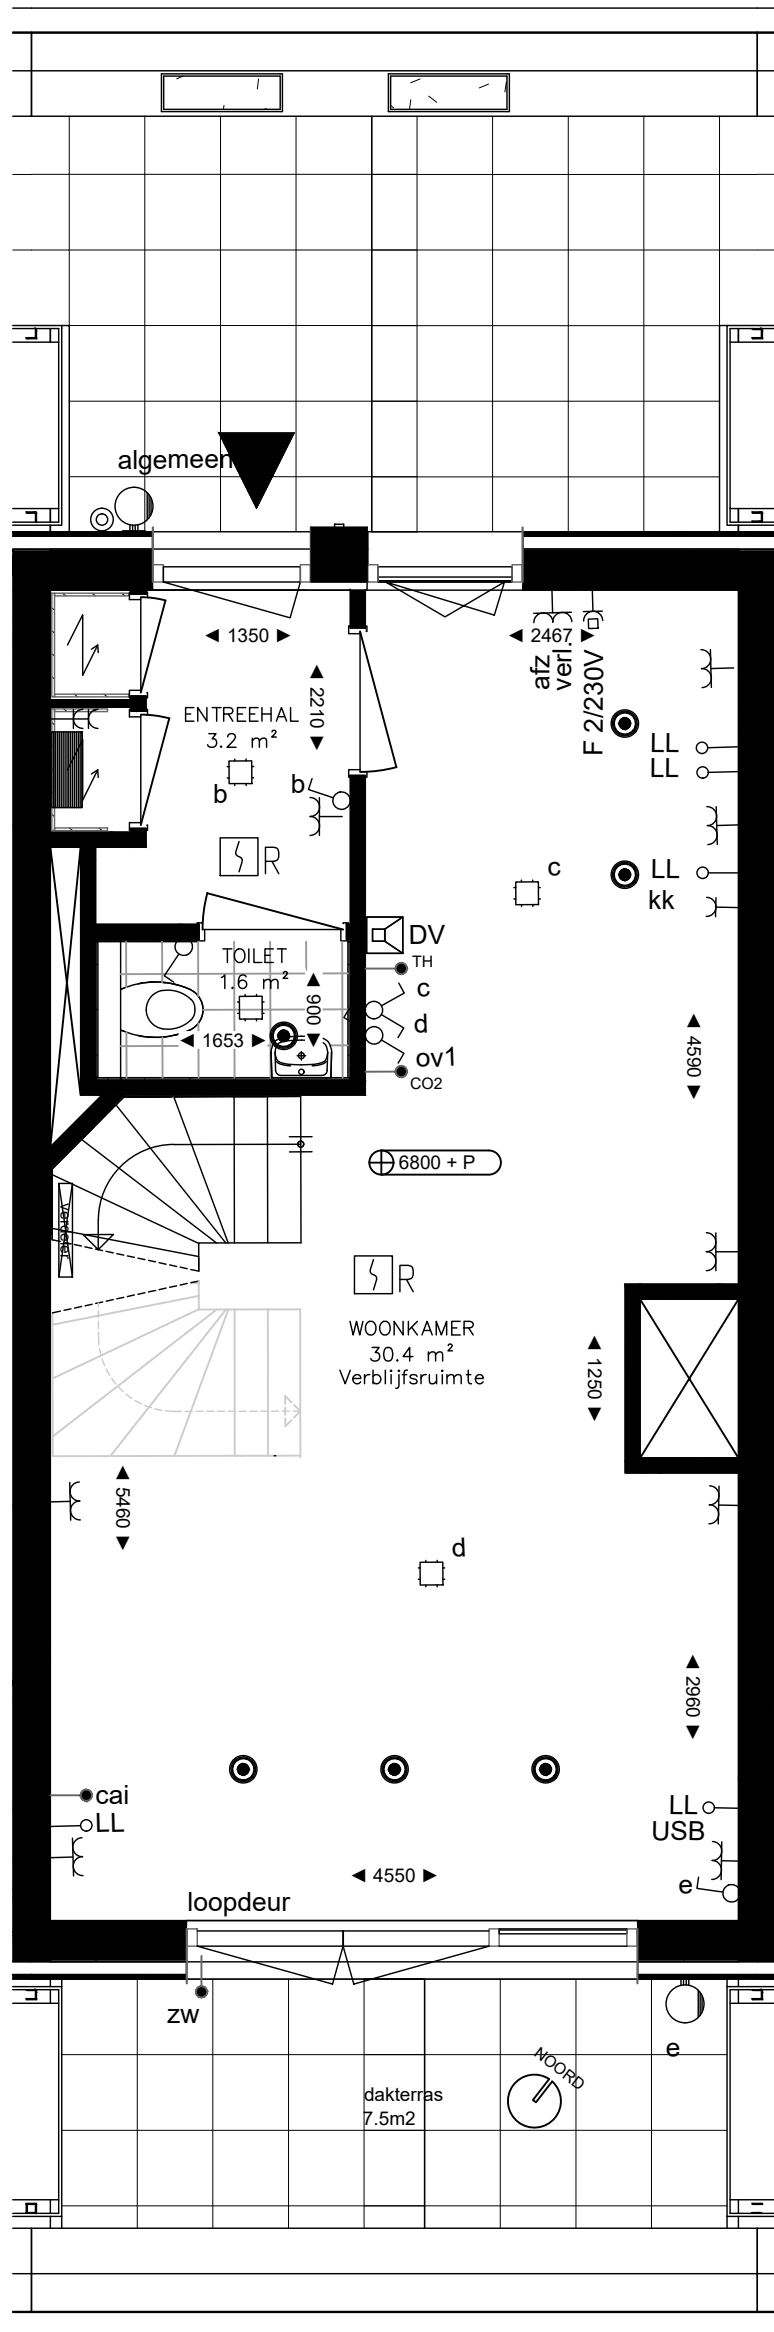 algemeen
1350
2467
afz
verl.
F 2/230V
2210
ENTREEHAL
3.2 m²
LL
LL
b
b
R
c
LL
kk
DV
TH
TOILET
1.6 m²
c
900
d
1653
ov1
CO2
4590
6800 + P
Verdeler
R
WOONKAMER
30.4 m²
Verblijfsruimte
1250
5460
d
2960
cai
LL
LL
USB
e
4550
loopdeur
zw
e
NOORD
dakterras
7.5m2